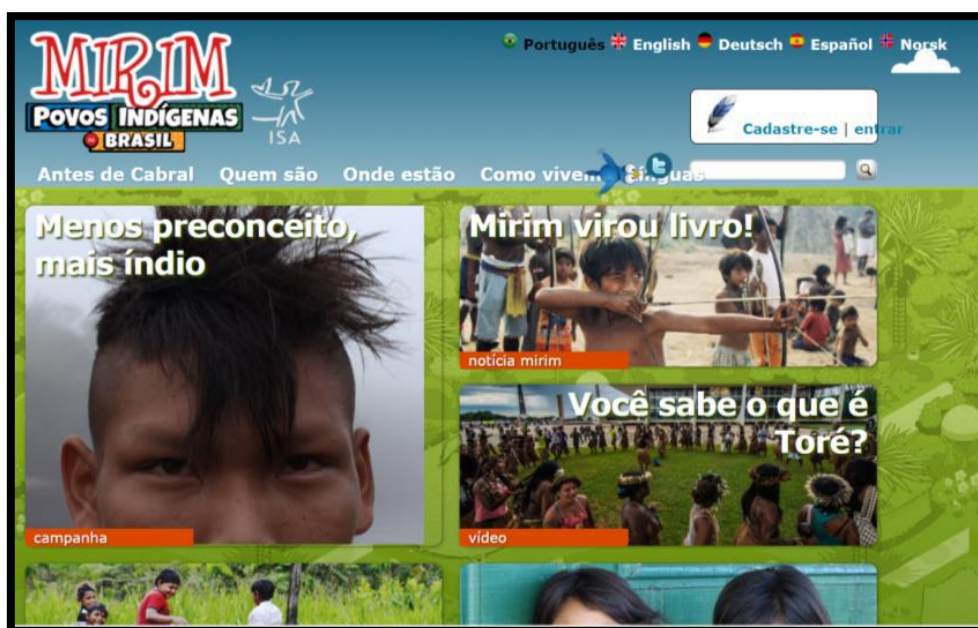 MIRIM
POVOS INDÍGENAS
NO BRASIL
ISA
Português English Deutsch Español Norsk
Cadastre-se | entrar
Antes de Cabral Quem são Onde estão Como vivem Línguas
Menos preconceito,
mais índio
campanha
Mirim virou livro!
notícia mirim
Você sabe o que é
Toré?
vídeo